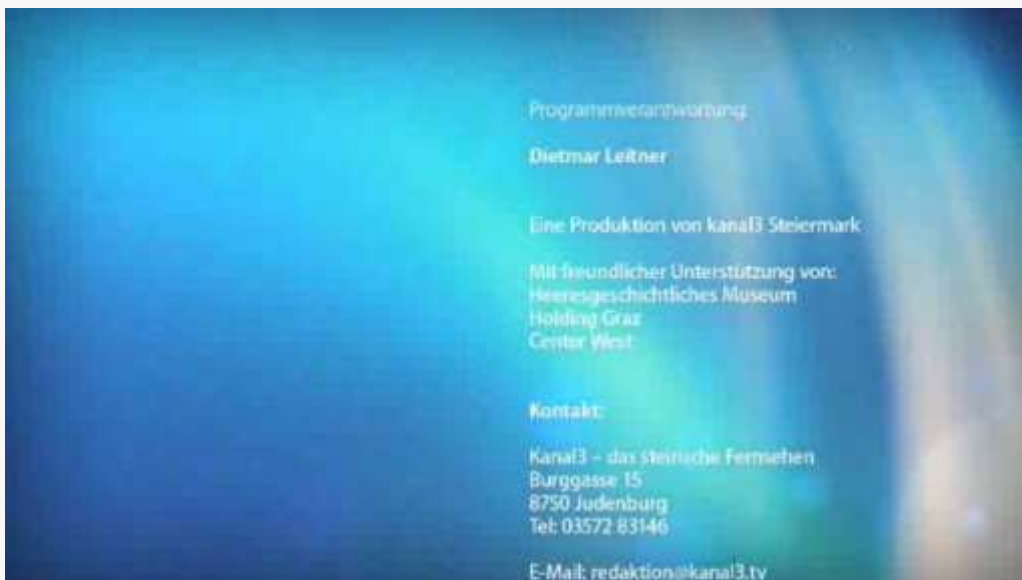 Programmverantwortung:
Dietmar Leitner
Eine Produktion von kanal3 Steiermark
Mit freundlicher Unterstützung von:
Heeresgeschichtliches Museum
Holding Graz
Center West
Kontakt:
Kanal3 – das steirische Fernsehen
Burggasse 15
8750 Judenburg
Tel: 03572 83146
E-Mail: redaktion@kanal3.tv